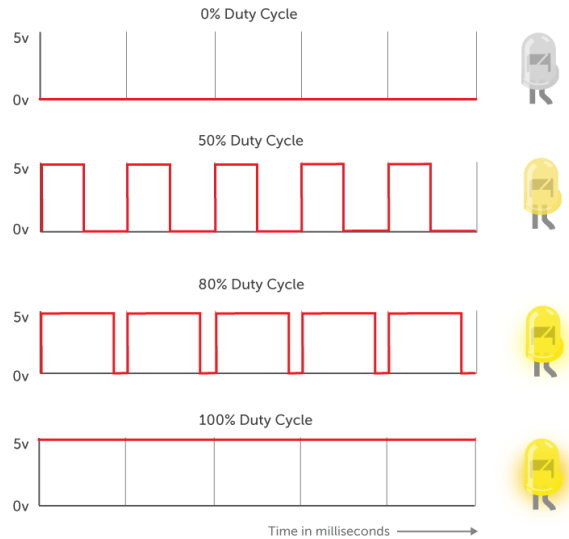 0% Duty Cycle
5v
0v
50% Duty Cycle
5v
0v
80% Duty Cycle
5v
0v
100% Duty Cycle
5v
0v
Time in milliseconds